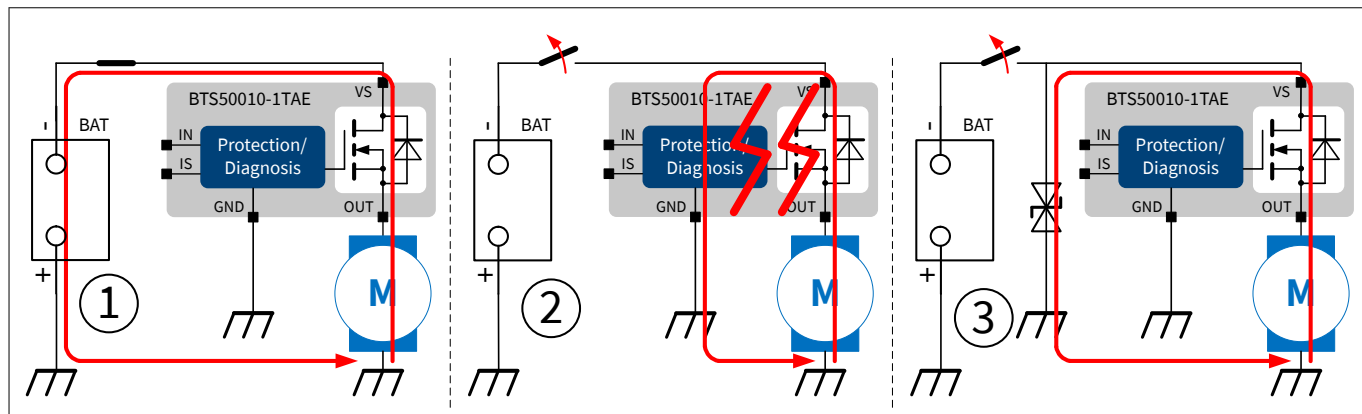 BTS50010-1TAE
VS
-
BAT
IN
IS
Protection/
Diagnosis
GND
OUT
+
1
M
BTS50010-1TAE
VS
-
BAT
IN
IS
Protection/
Diagnosis
GND
OUT
+
2
M
BTS50010-1TAE
VS
-
BAT
IN
IS
Protection/
Diagnosis
GND
OUT
+
3
M